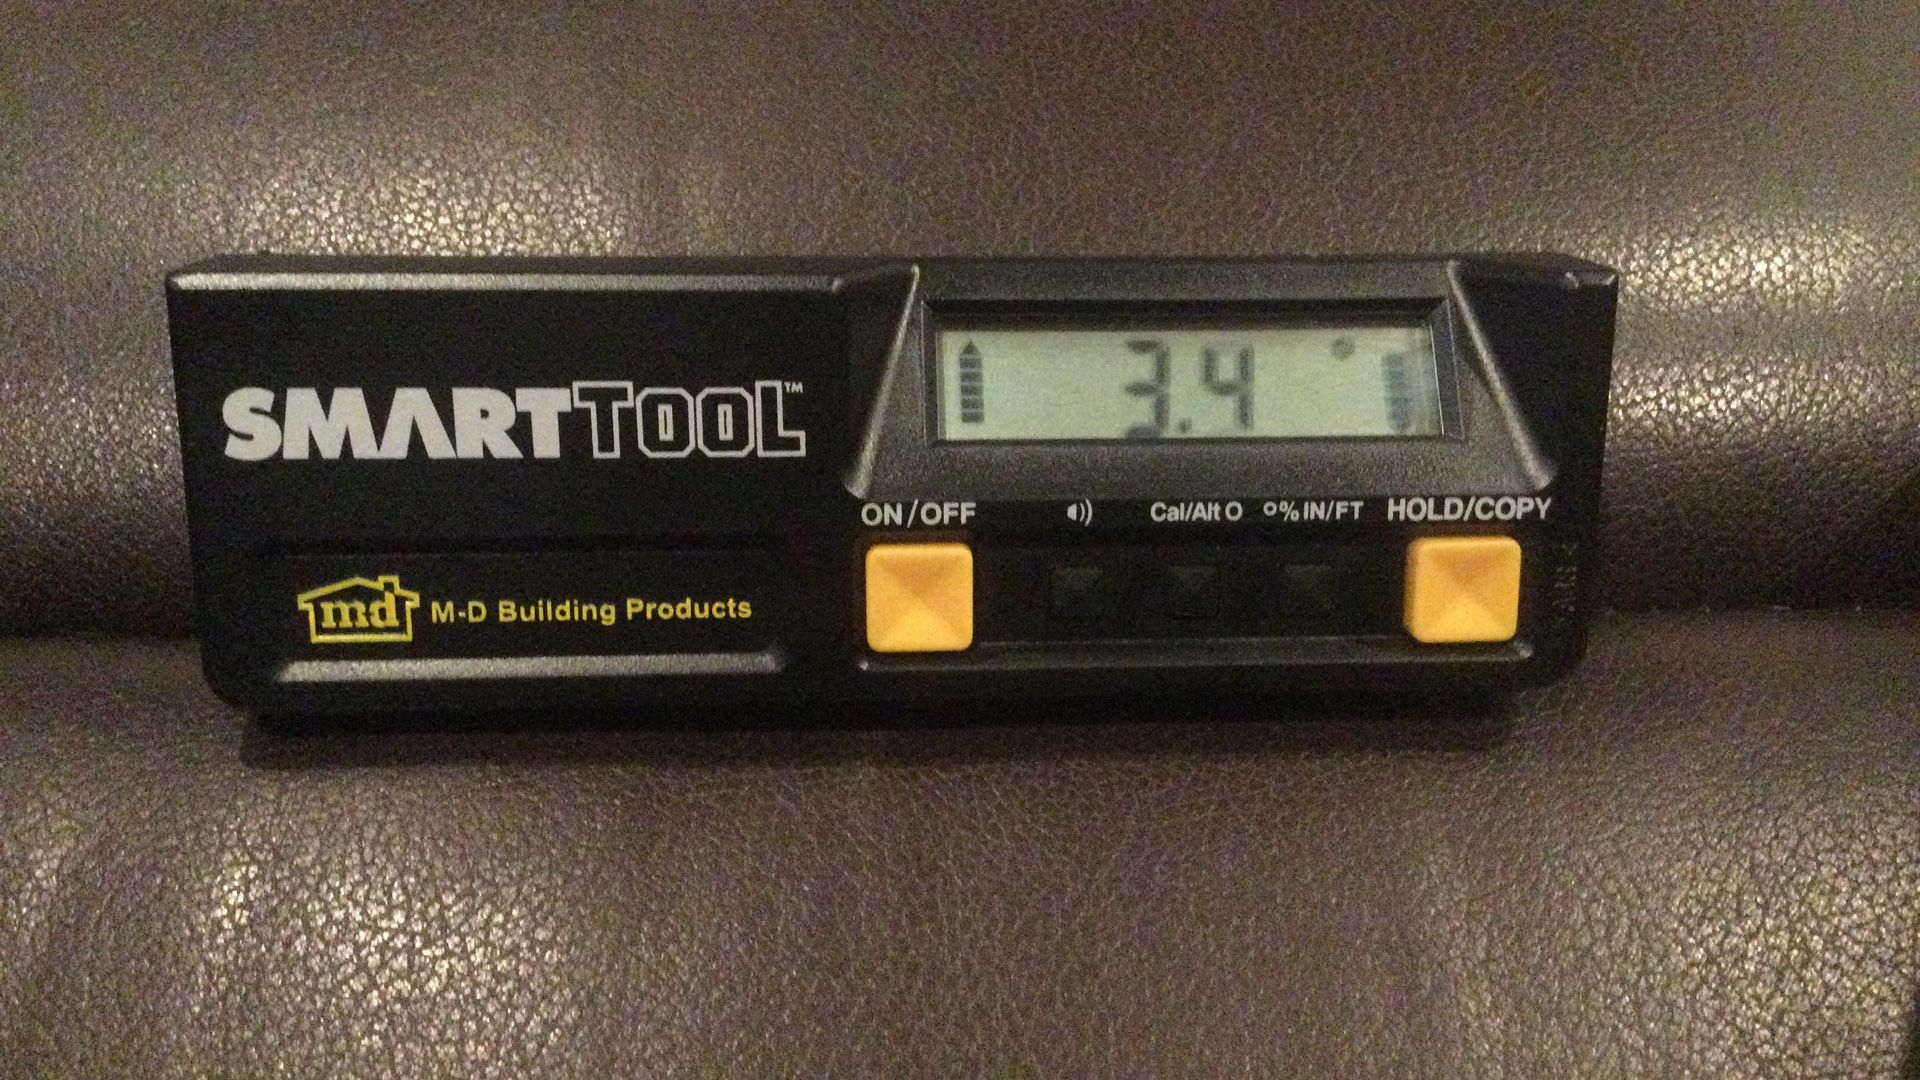 SMARTTOOL™
3.4°
ON/OFF Cal/Alt 0 °% IN/FT HOLD/COPY
md M-D Building Products